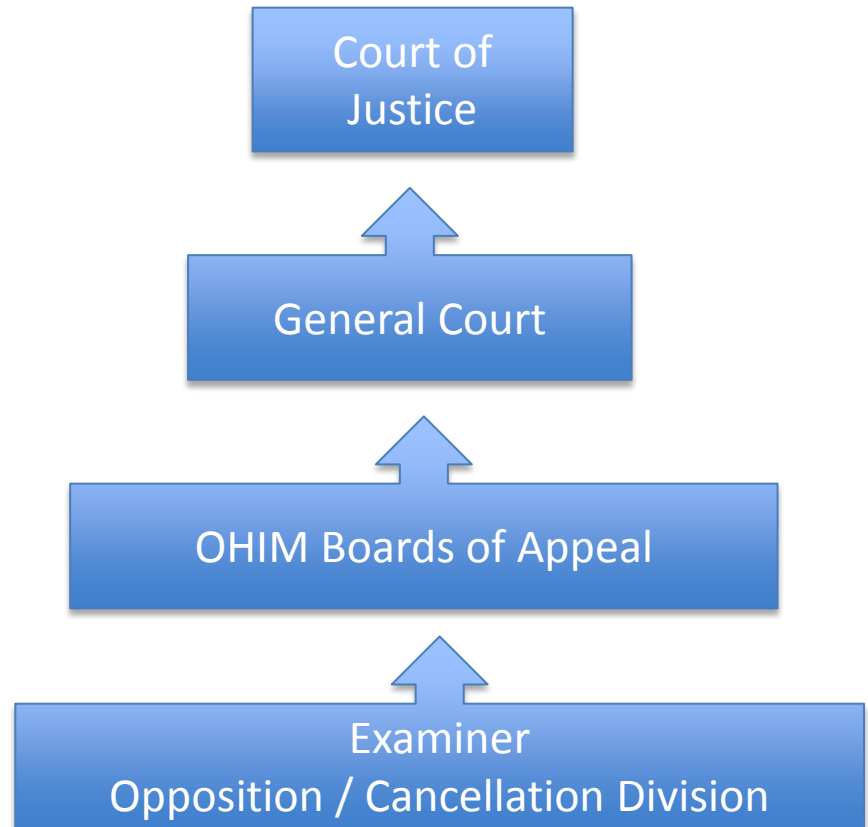 Court of
Justice
General Court
OHIM Boards of Appeal
Examiner
Opposition / Cancellation Division